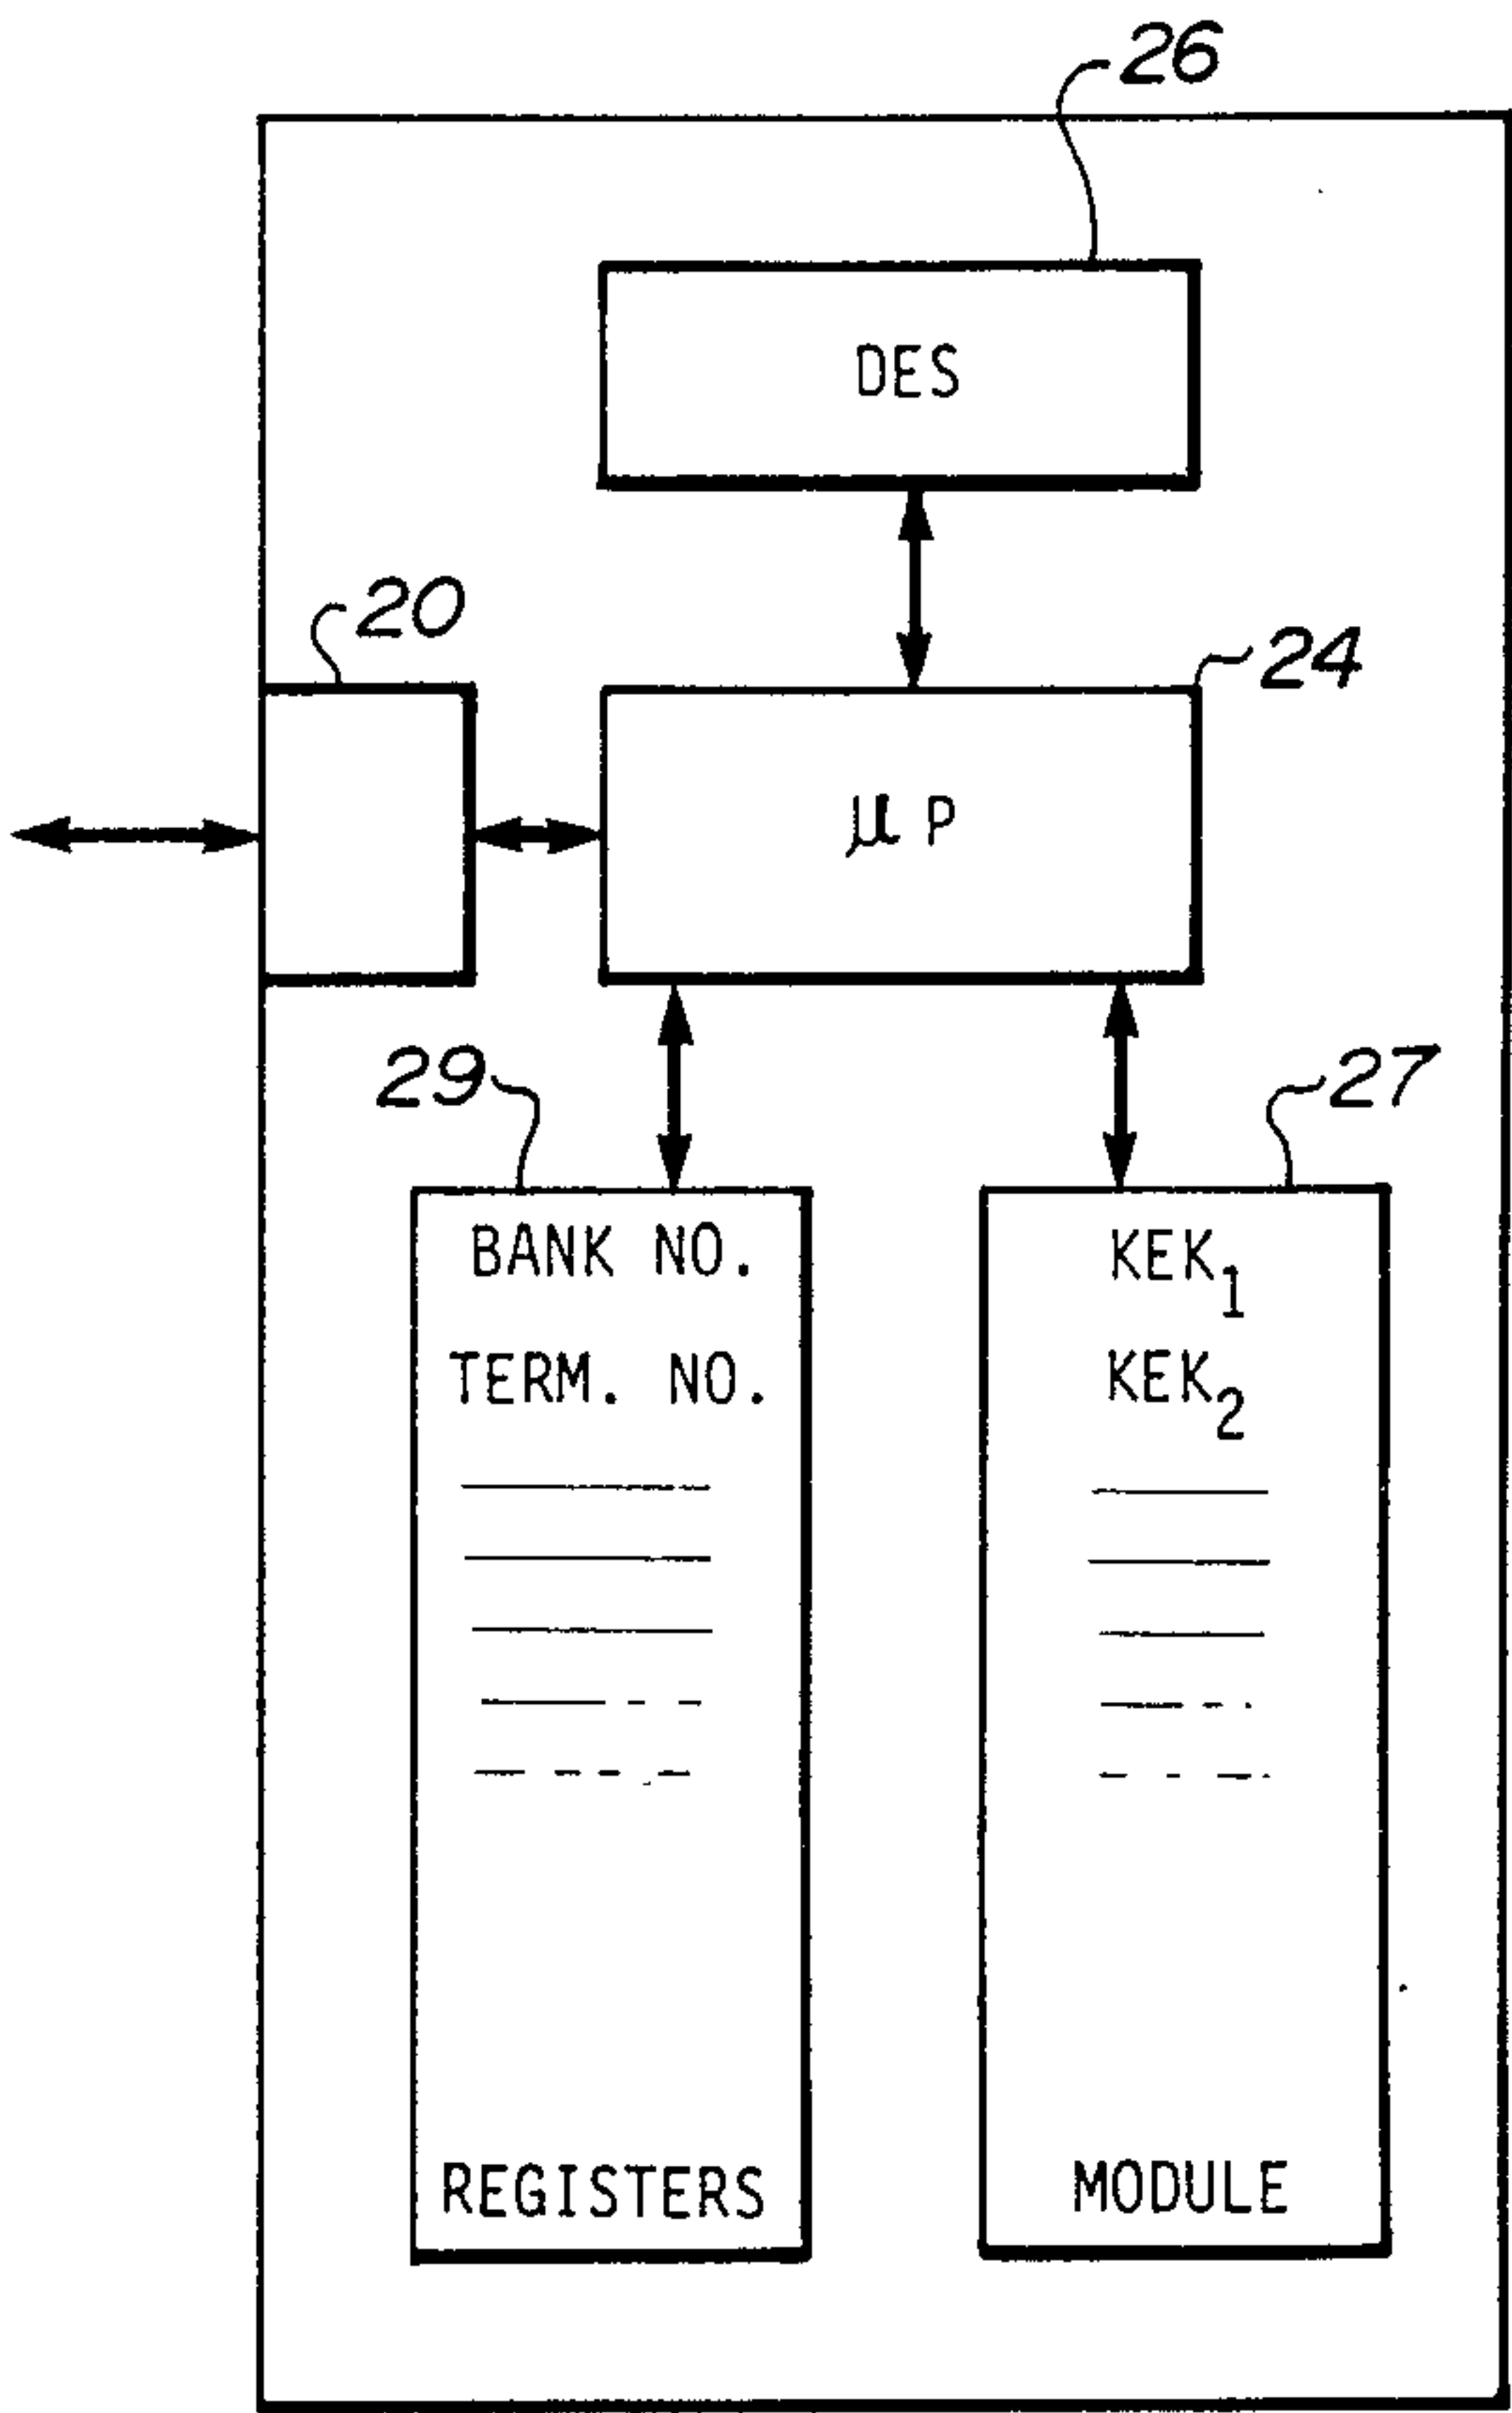 26
DES
20
24
μP
29
27
BANK NO.
TERM. NO.
REGISTERS
KEK₁
KEK₂
MODULE